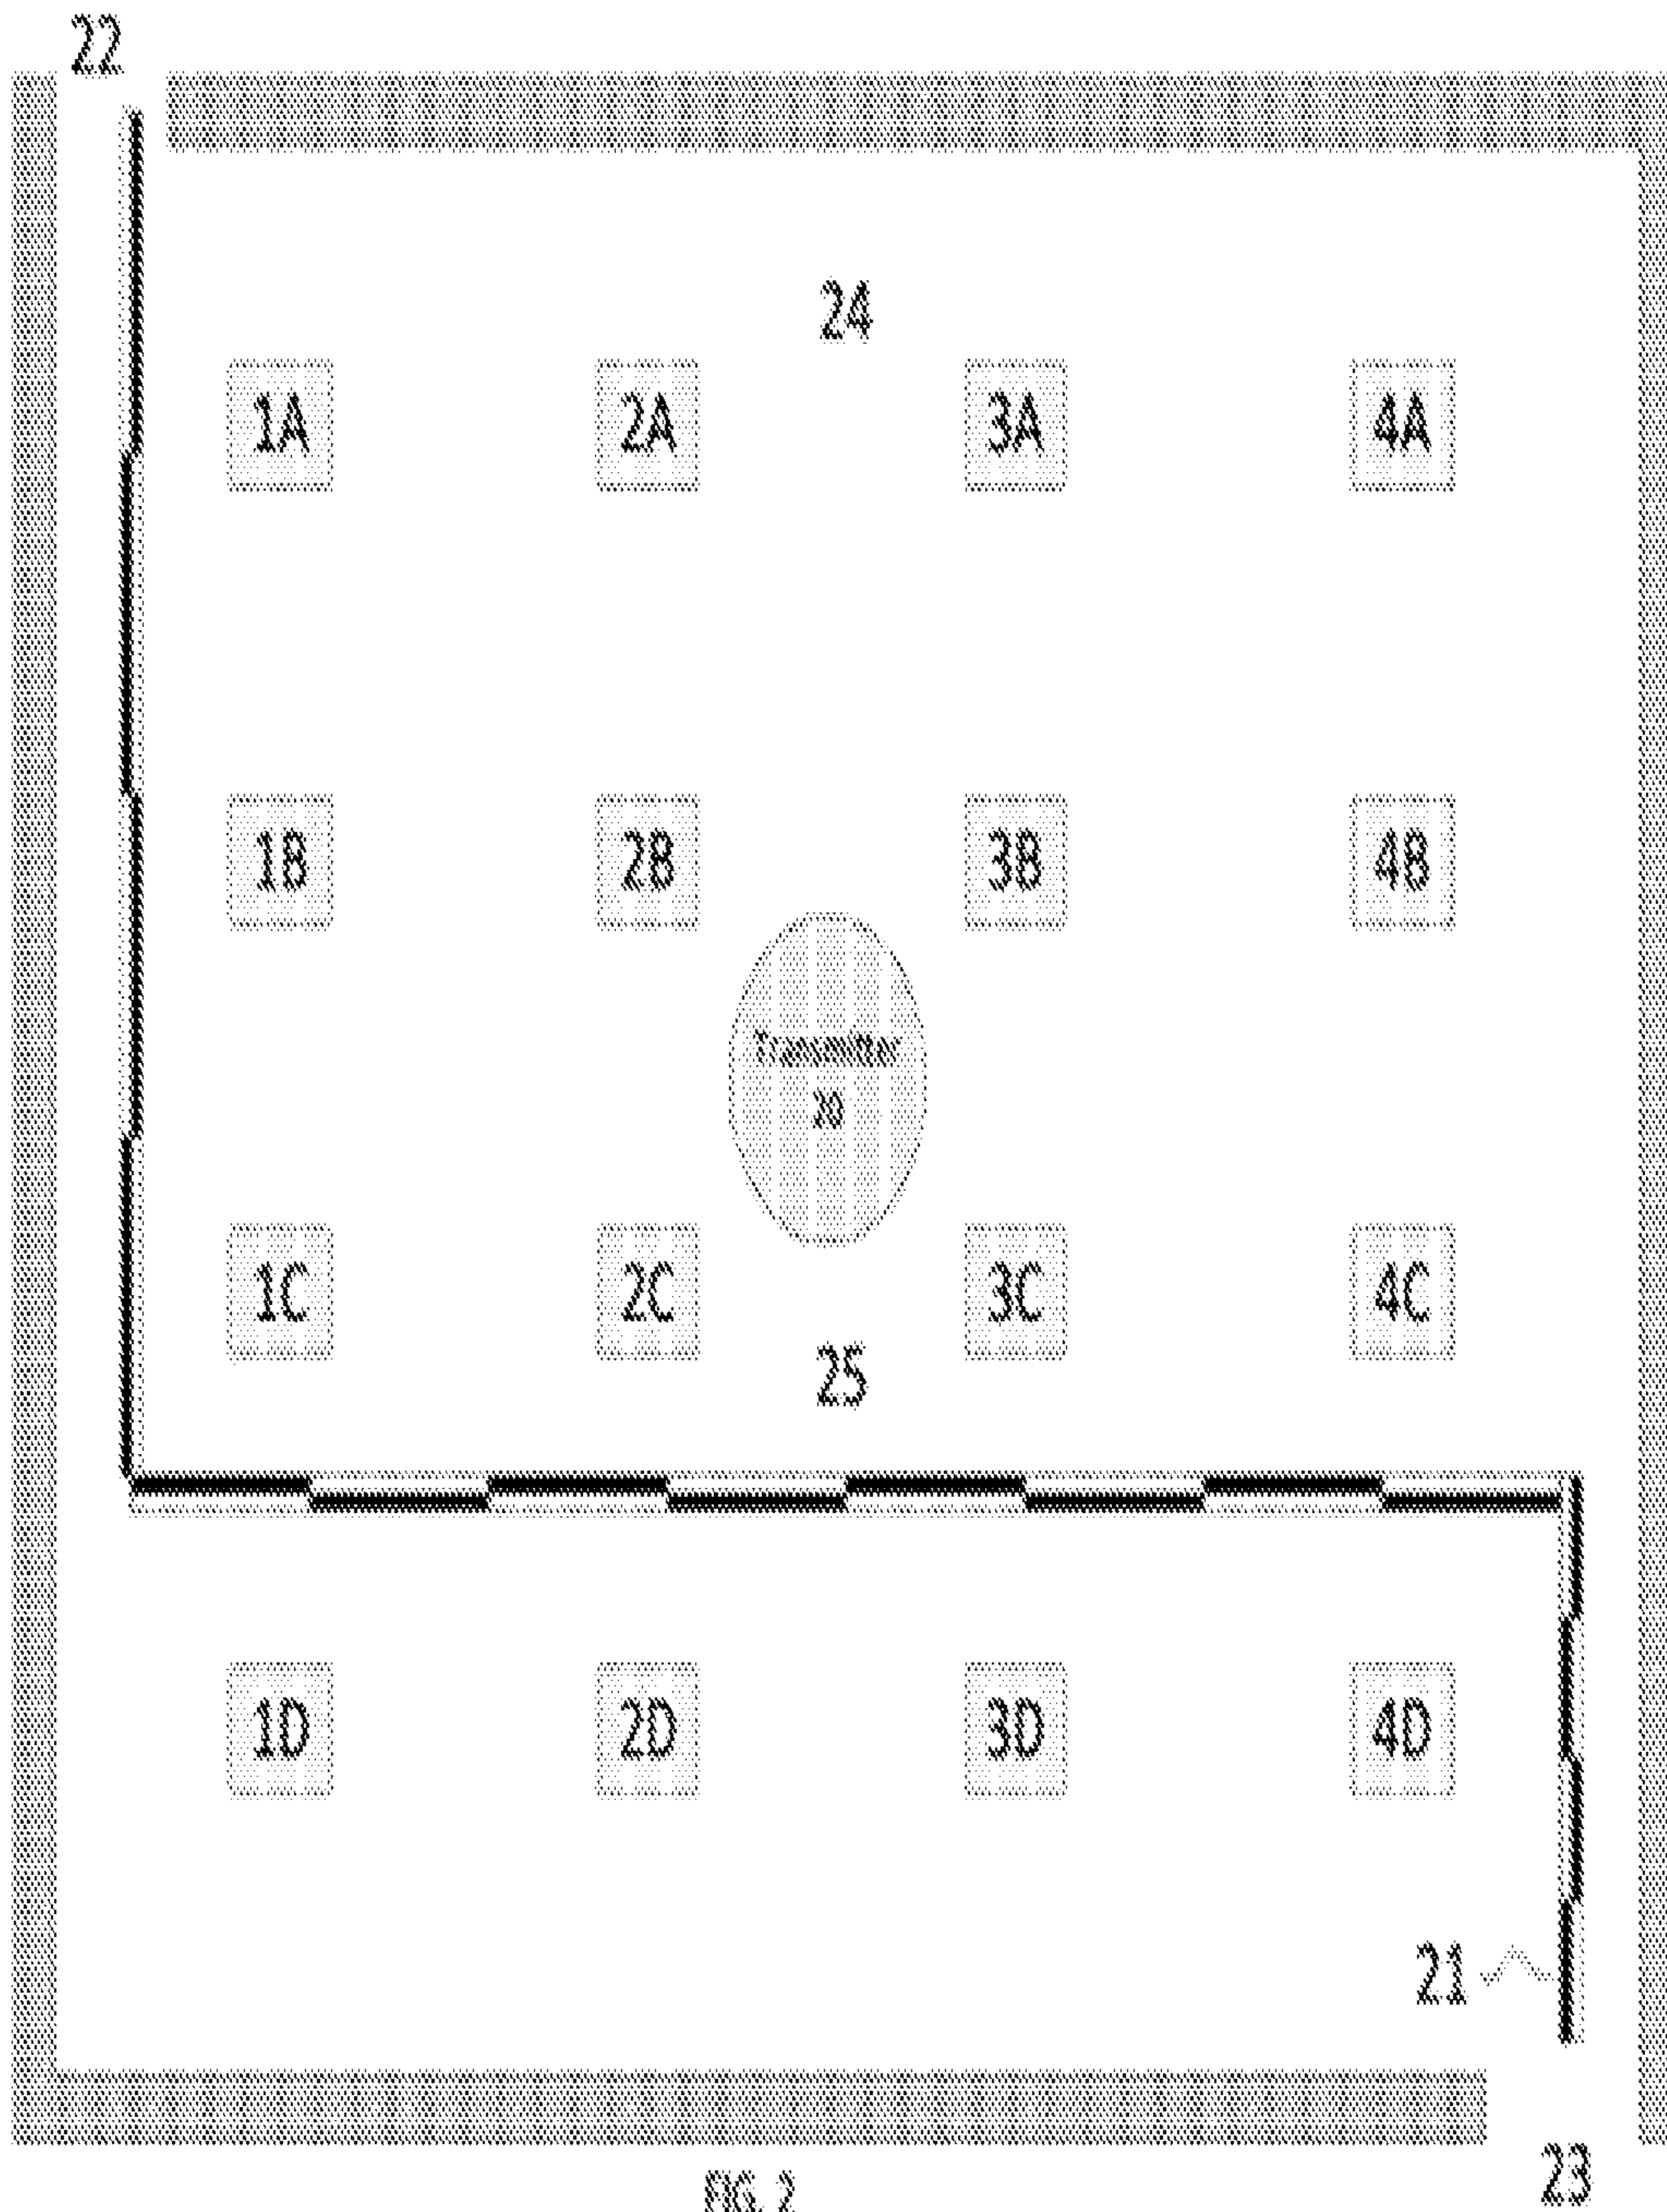 22
24
1A 2A 3A 4A
1B 2B 3B 4B
Transmitter
20
1C 2C 3C 4C
25
1D 2D 3D 4D
21
23
FIG. 2